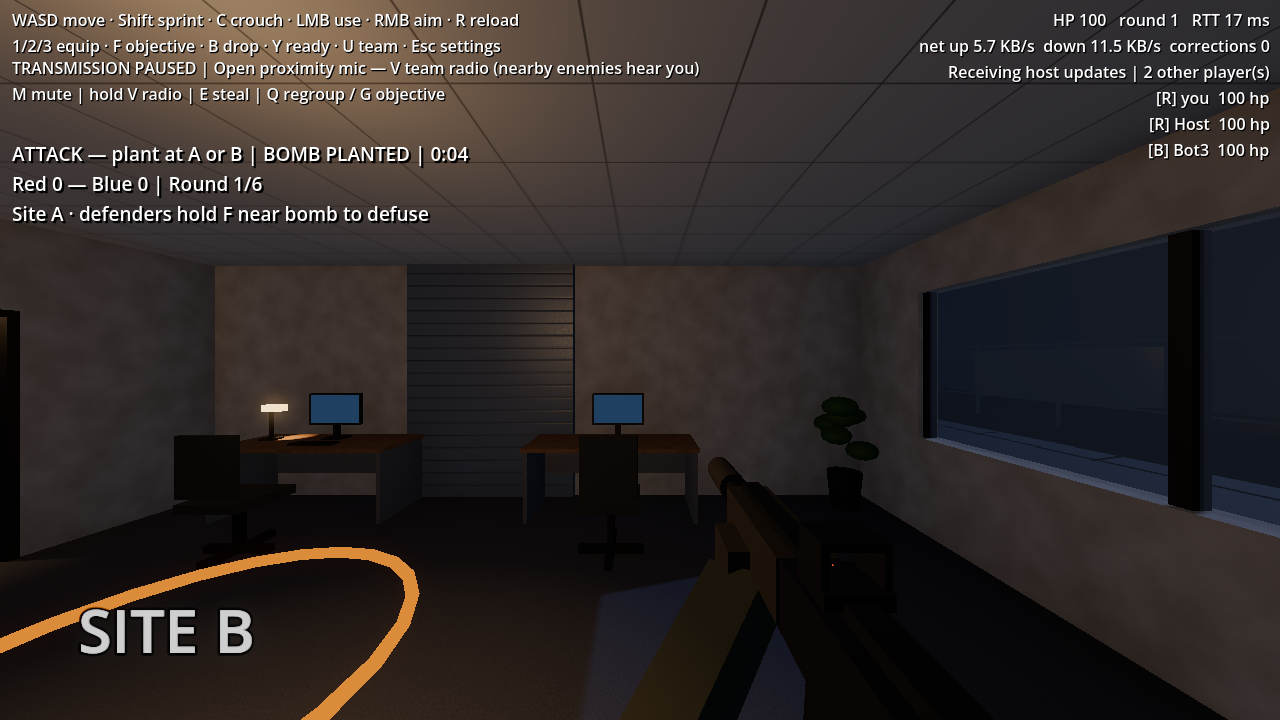 WASD move · Shift sprint · C crouch · LMB use · RMB aim · R reload
1/2/3 equip · F objective · B drop · Y ready · U team · Esc settings
TRANSMISSION PAUSED | Open proximity mic — V team radio (nearby enemies hear you)
M mute | hold V radio | E steal | Q regroup / G objective
HP 100   round 1   RTT 17 ms
net up 5.7 KB/s  down 11.5 KB/s  corrections 0
Receiving host updates | 2 other player(s)
[R] you  100 hp
[R] Host  100 hp
[B] Bot3  100 hp
ATTACK — plant at A or B | BOMB PLANTED | 0:04
Red 0 — Blue 0 | Round 1/6
Site A · defenders hold F near bomb to defuse
SITE B